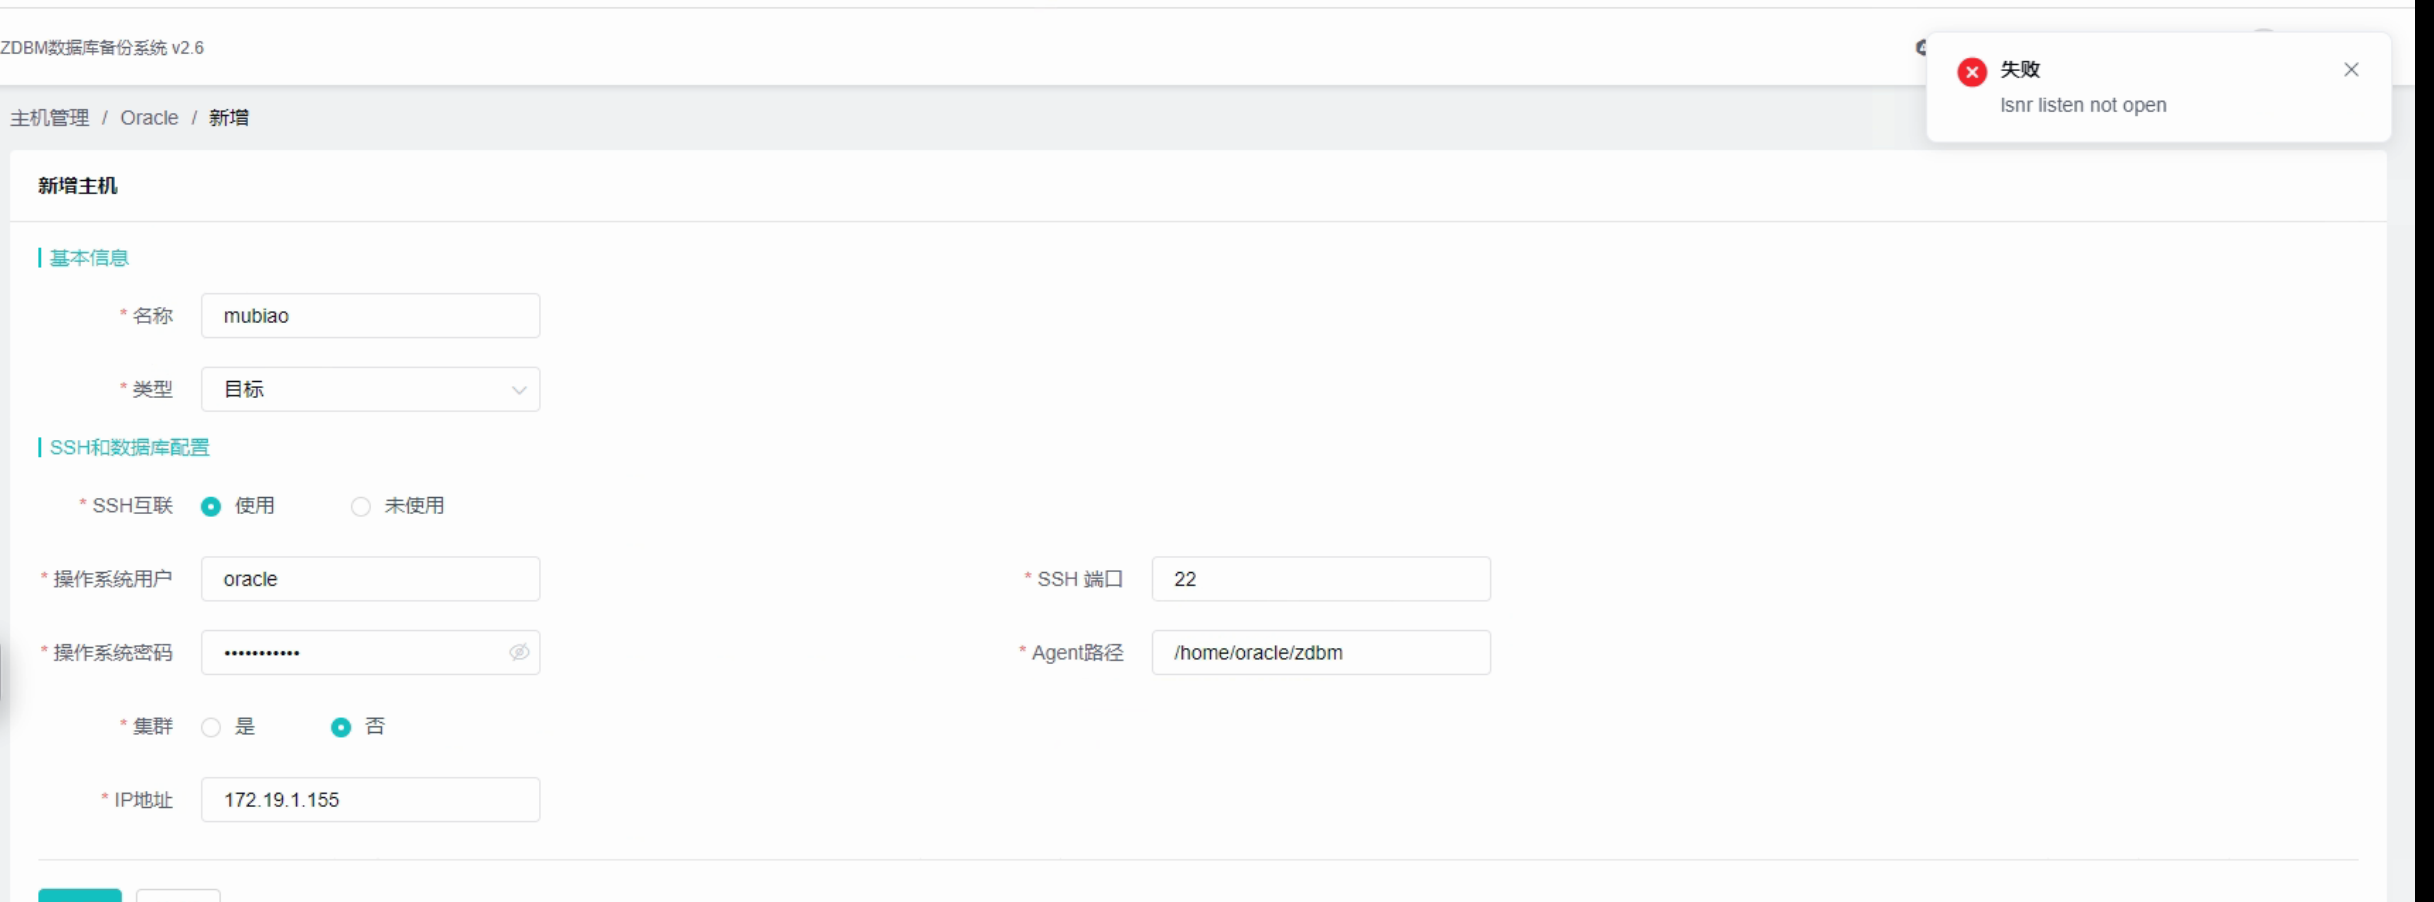 ZDBM数据库备份系统 v2.6
失败
lsnr listen not open
主机管理 / Oracle / 新增
新增主机
基本信息
* 名称 mubiao
* 类型 目标
SSH和数据库配置
* SSH互联 使用 未使用
* 操作系统用户 oracle * SSH 端口 22
* 操作系统密码 ••••••••••• * Agent路径 /home/oracle/zdbm
* 集群 是 否
* IP地址 172.19.1.155